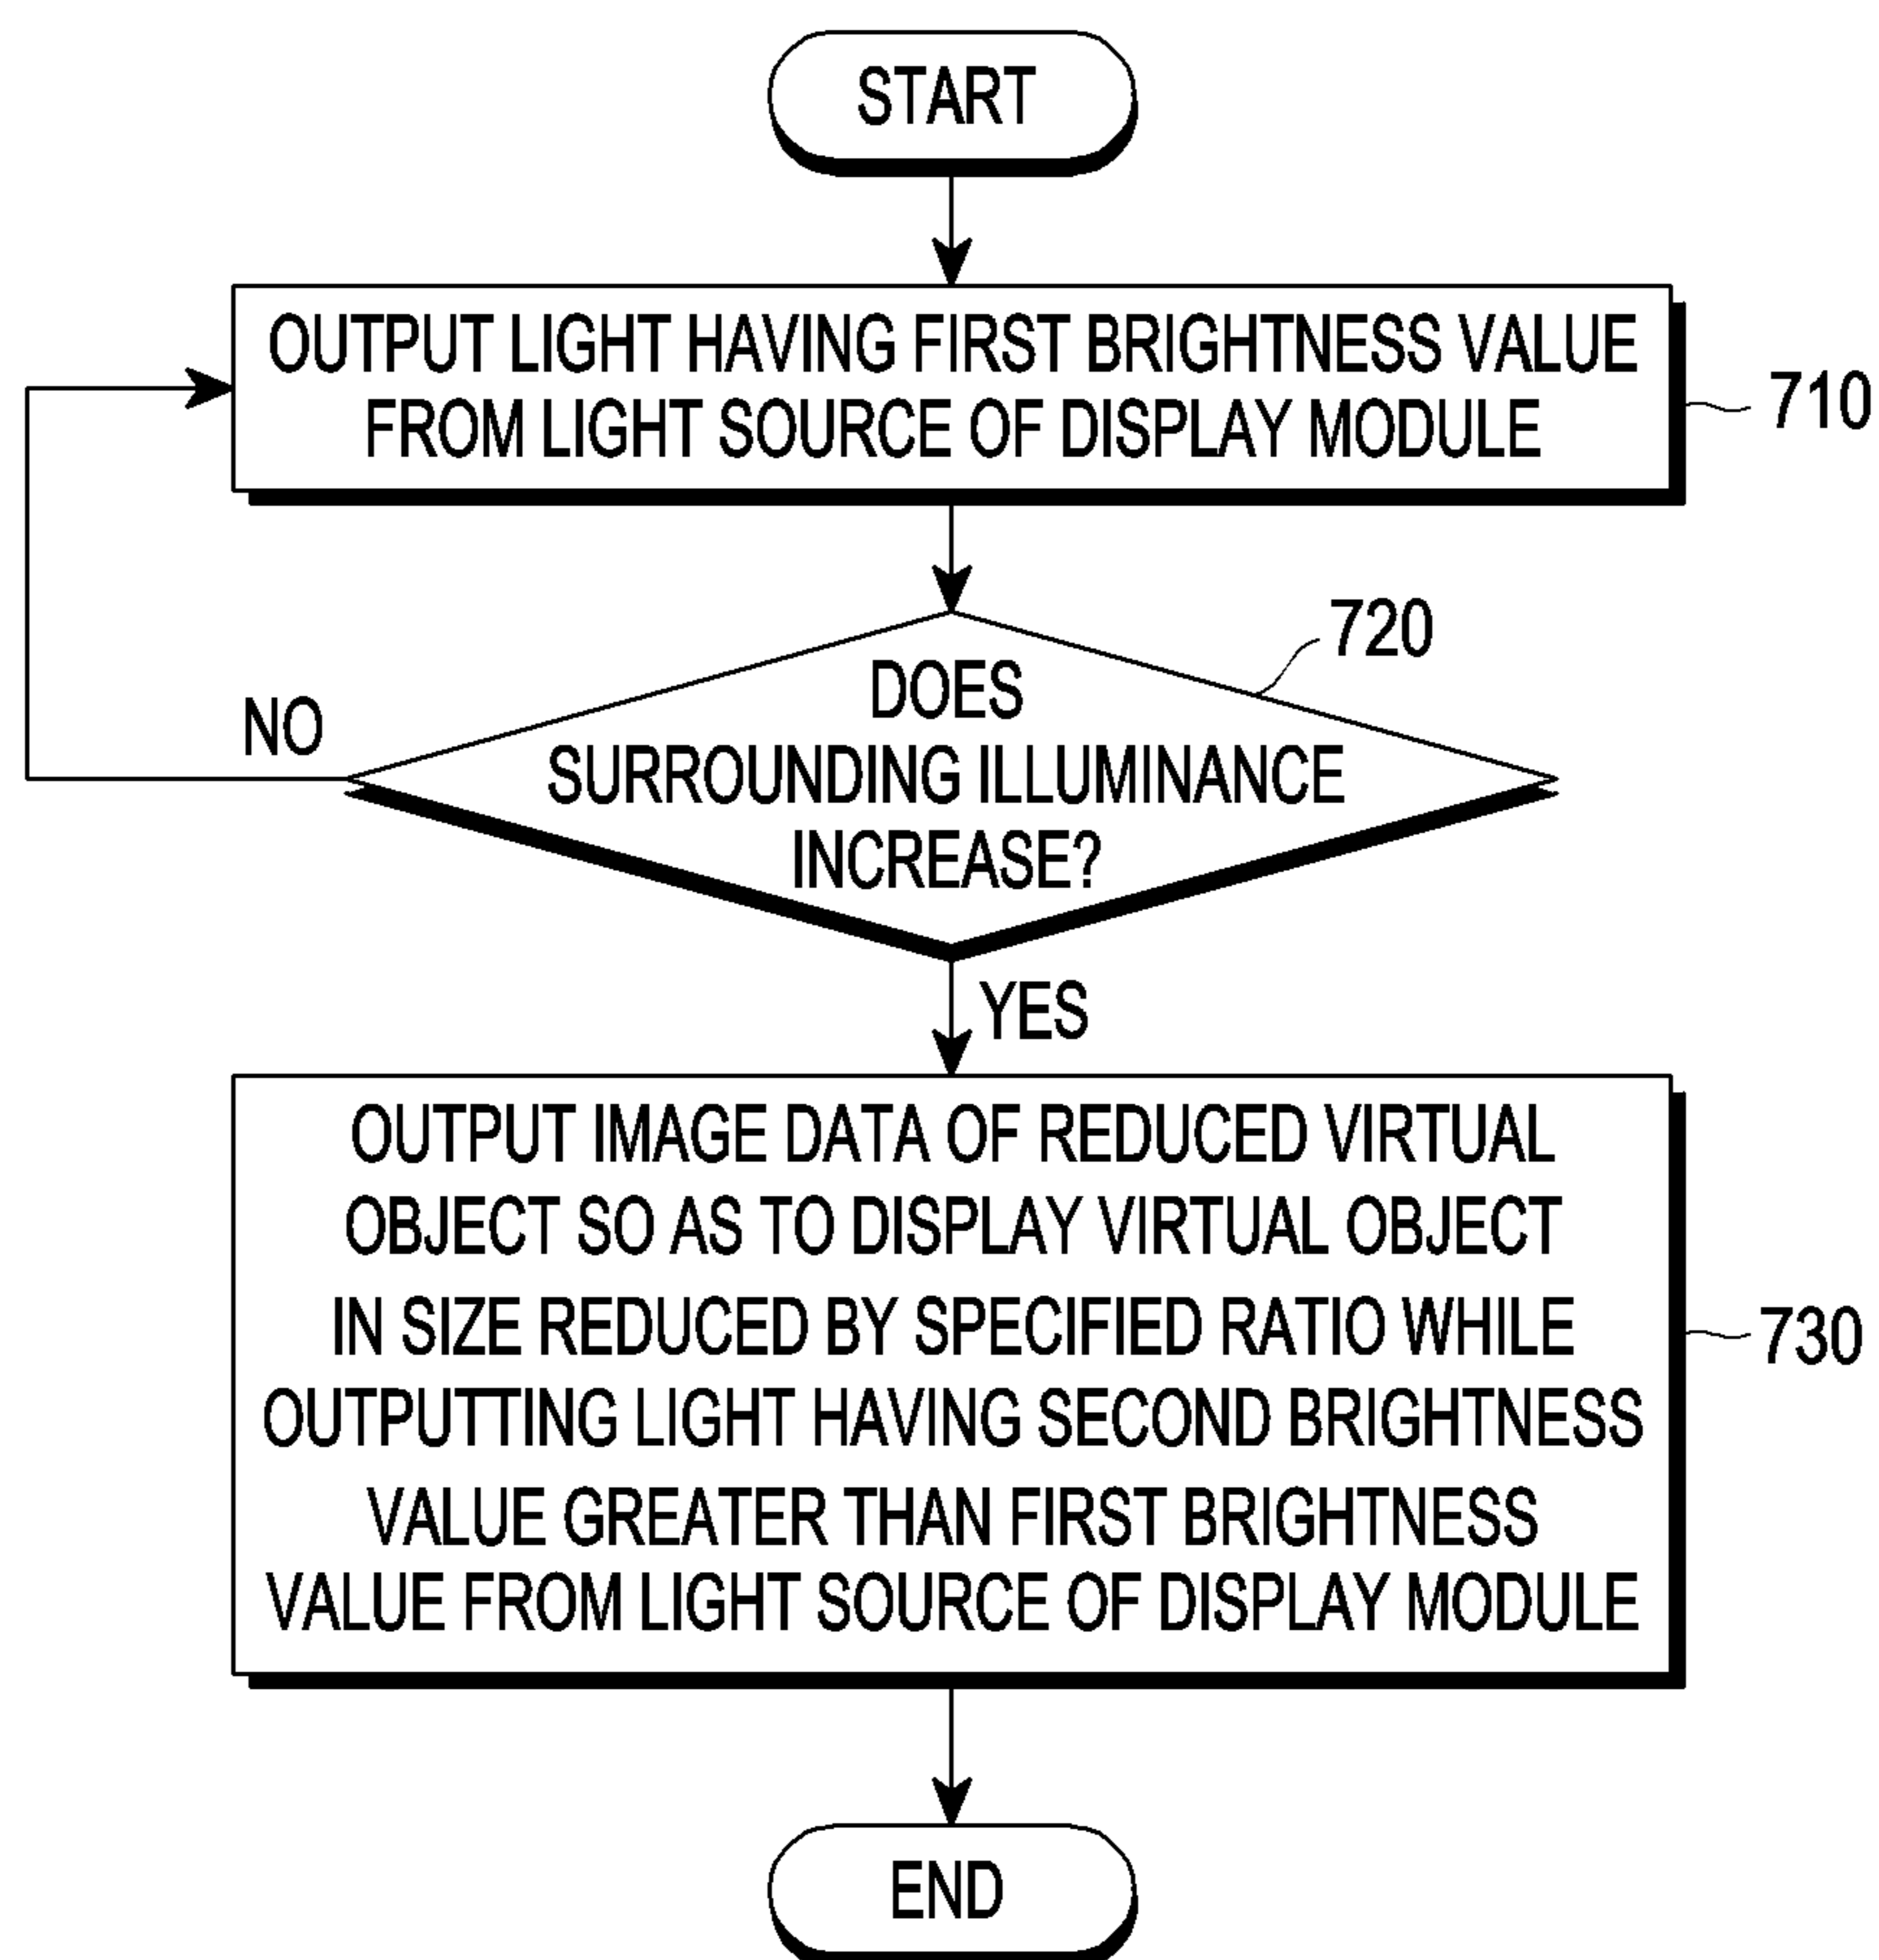 START
OUTPUT LIGHT HAVING FIRST BRIGHTNESS VALUE
FROM LIGHT SOURCE OF DISPLAY MODULE
710
720
DOES
SURROUNDING ILLUMINANCE
INCREASE?
NO
YES
OUTPUT IMAGE DATA OF REDUCED VIRTUAL
OBJECT SO AS TO DISPLAY VIRTUAL OBJECT
IN SIZE REDUCED BY SPECIFIED RATIO WHILE
OUTPUTTING LIGHT HAVING SECOND BRIGHTNESS
VALUE GREATER THAN FIRST BRIGHTNESS
VALUE FROM LIGHT SOURCE OF DISPLAY MODULE
730
END